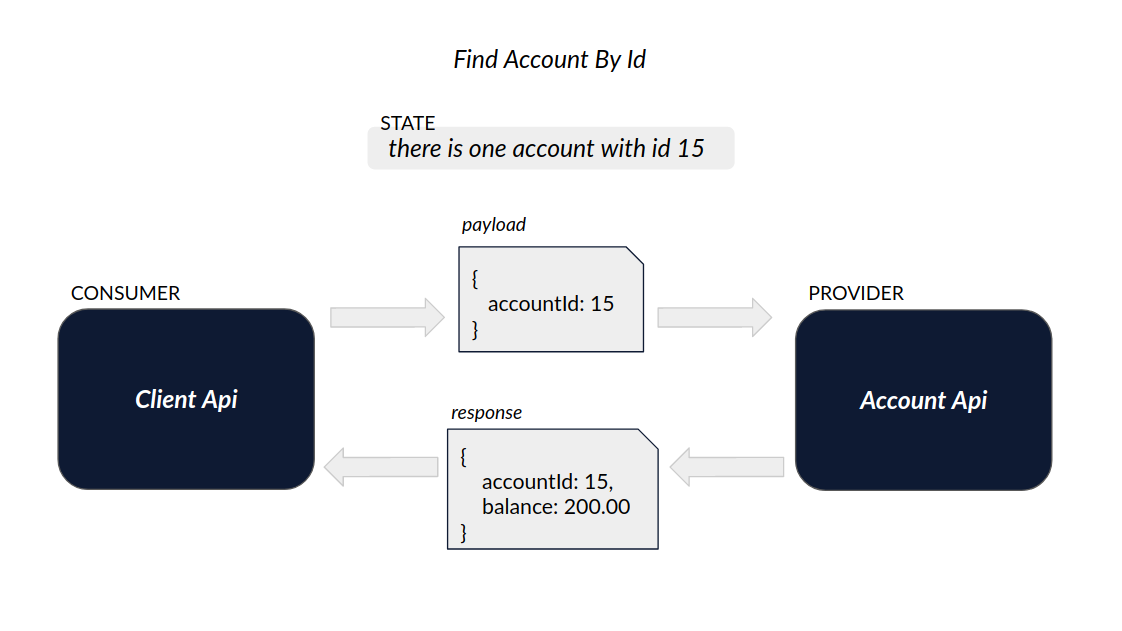 Find Account By Id
STATE
there is one account with id 15
payload
{
accountId: 15
}
CONSUMER
PROVIDER
Client Api
Account Api
response
{
accountId: 15,
balance: 200.00
}